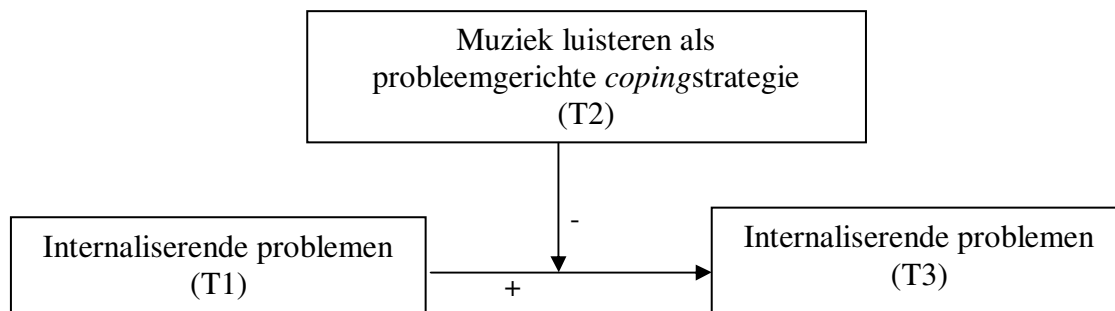 Muziek luisteren als
probleemgerichte copingstrategie
(T2)
-
Internaliserende problemen
(T1)
+
Internaliserende problemen
(T3)